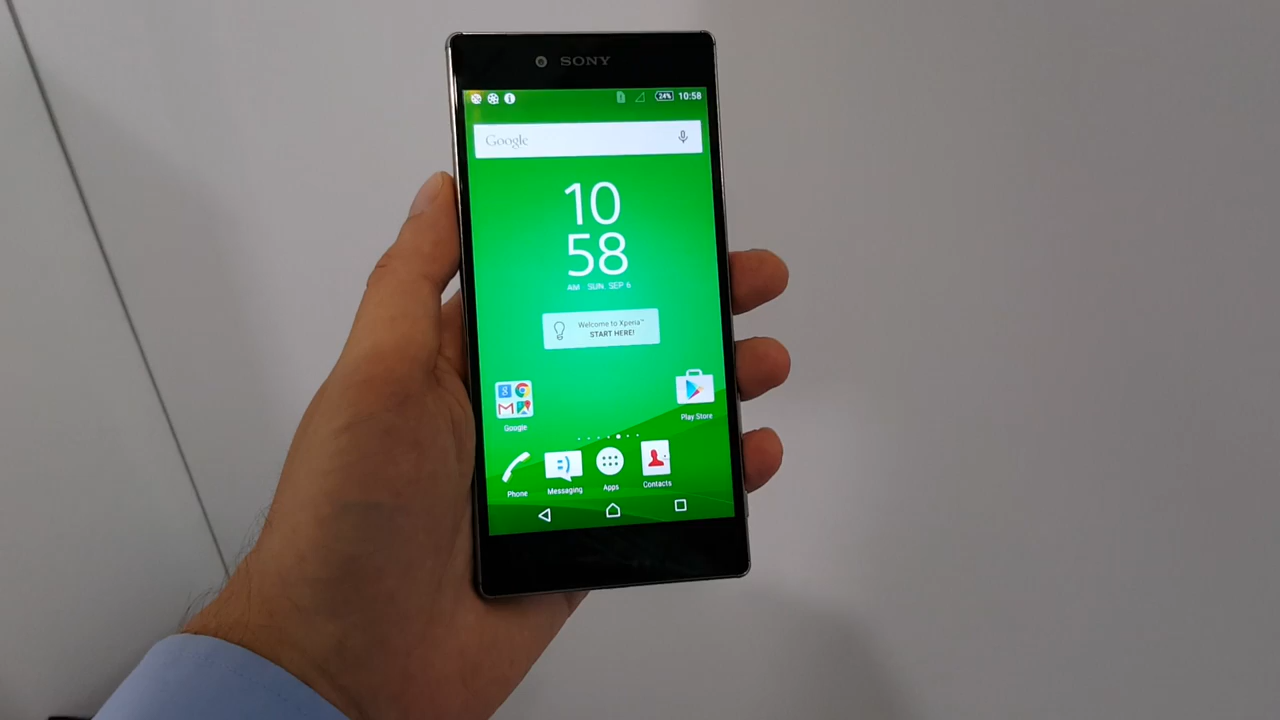 SONY
24% 10:58
Google
10
58
AM SUN, SEP 6
Welcome to Xperia™
START HERE!
Google
Play Store
Phone
Messaging
Apps
Contacts